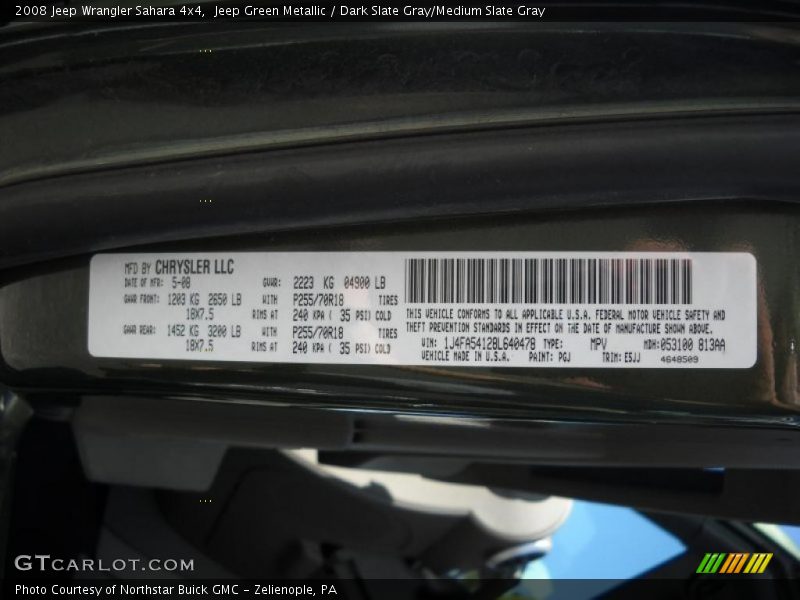 2008 Jeep Wrangler Sahara 4x4,  Jeep Green Metallic / Dark Slate Gray/Medium Slate Gray
MFD BY CHRYSLER LLC
DATE OF MFR: 5-08 GVWR: 2223 KG 04900 LB
GAWR FRONT: 1203 KG 2650 LB WITH P255/70R18 TIRES
18X7.5 RIMS AT 240 KPA ( 35 PSI) COLD
GAWR REAR: 1452 KG 3200 LB WITH P255/70R18 TIRES
18X7.5 RIMS AT 240 KPA ( 35 PSI) COLD
THIS VEHICLE CONFORMS TO ALL APPLICABLE U.S.A. FEDERAL MOTOR VEHICLE SAFETY AND
THEFT PREVENTION STANDARDS IN EFFECT ON THE DATE OF MANUFACTURE SHOWN ABOVE.
VIN: 1J4FA54128L640478 TYPE: MPV MDH:053100 813AA
VEHICLE MADE IN U.S.A. PAINT: PGJ TRIM:ESJJ 4648509
GTCARLOT.COM
Photo Courtesy of Northstar Buick GMC - Zelienople, PA